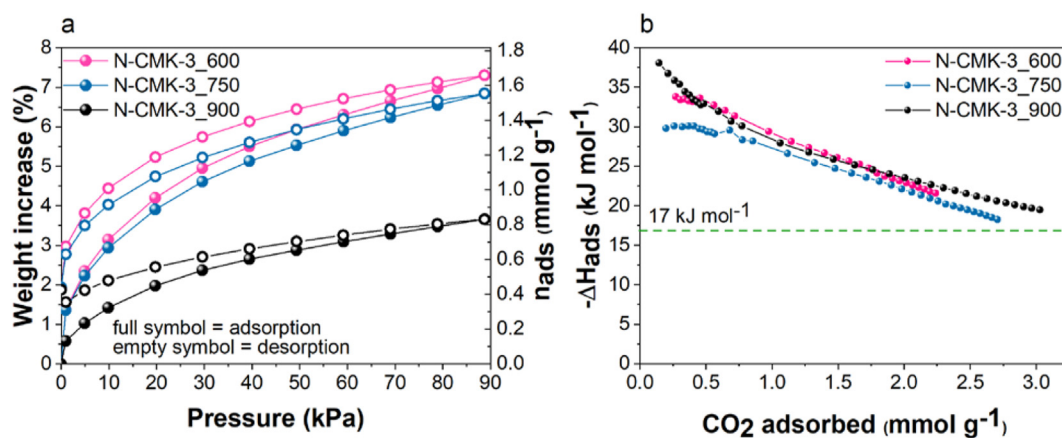 a
Weight increase (%)
8
7
6
5
4
3
2
1
0
N-CMK-3_600
N-CMK-3_750
N-CMK-3_900
full symbol = adsorption
empty symbol = desorption
1.8
1.6
1.4
1.2
1.0
0.8
0.6
0.4
0.2
0.0
nads (mmol g-1)
0 10 20 30 40 50 60 70 80 90
Pressure (kPa)
b
-ΔHads (kJ mol-1)
40
35
30
25
20
15
10
5
0
N-CMK-3_600
N-CMK-3_750
N-CMK-3_900
17 kJ mol-1
0.0 0.5 1.0 1.5 2.0 2.5 3.0
CO2 adsorbed (mmol g-1)